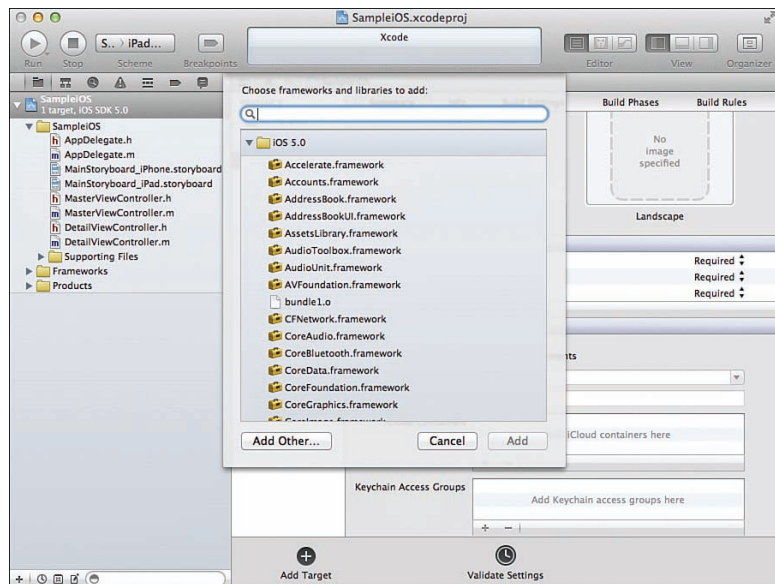 SampleiOS.xcodeproj
S.. › iPad...
Xcode
Run
Stop
Scheme
Breakpoints
Editor
View
Organizer
SampleiOS
1 target, iOS SDK 5.0
SampleiOS
AppDelegate.h
AppDelegate.m
MainStoryboard_iPhone.storyboard
MainStoryboard_iPad.storyboard
MasterViewController.h
MasterViewController.m
DetailViewController.h
DetailViewController.m
Supporting Files
Frameworks
Products
Choose frameworks and libraries to add:
iOS 5.0
Accelerate.framework
Accounts.framework
AddressBook.framework
AddressBookUI.framework
AssetsLibrary.framework
AudioToolbox.framework
AudioUnit.framework
AVFoundation.framework
bundle1.o
CFNetwork.framework
CoreAudio.framework
CoreBluetooth.framework
CoreData.framework
CoreFoundation.framework
CoreGraphics.framework
Add Other...
Cancel
Add
Build Phases
Build Rules
No
image
specified
Landscape
Required
Required
Required
nts
iCloud containers here
Keychain Access Groups
Add Keychain access groups here
Add Target
Validate Settings